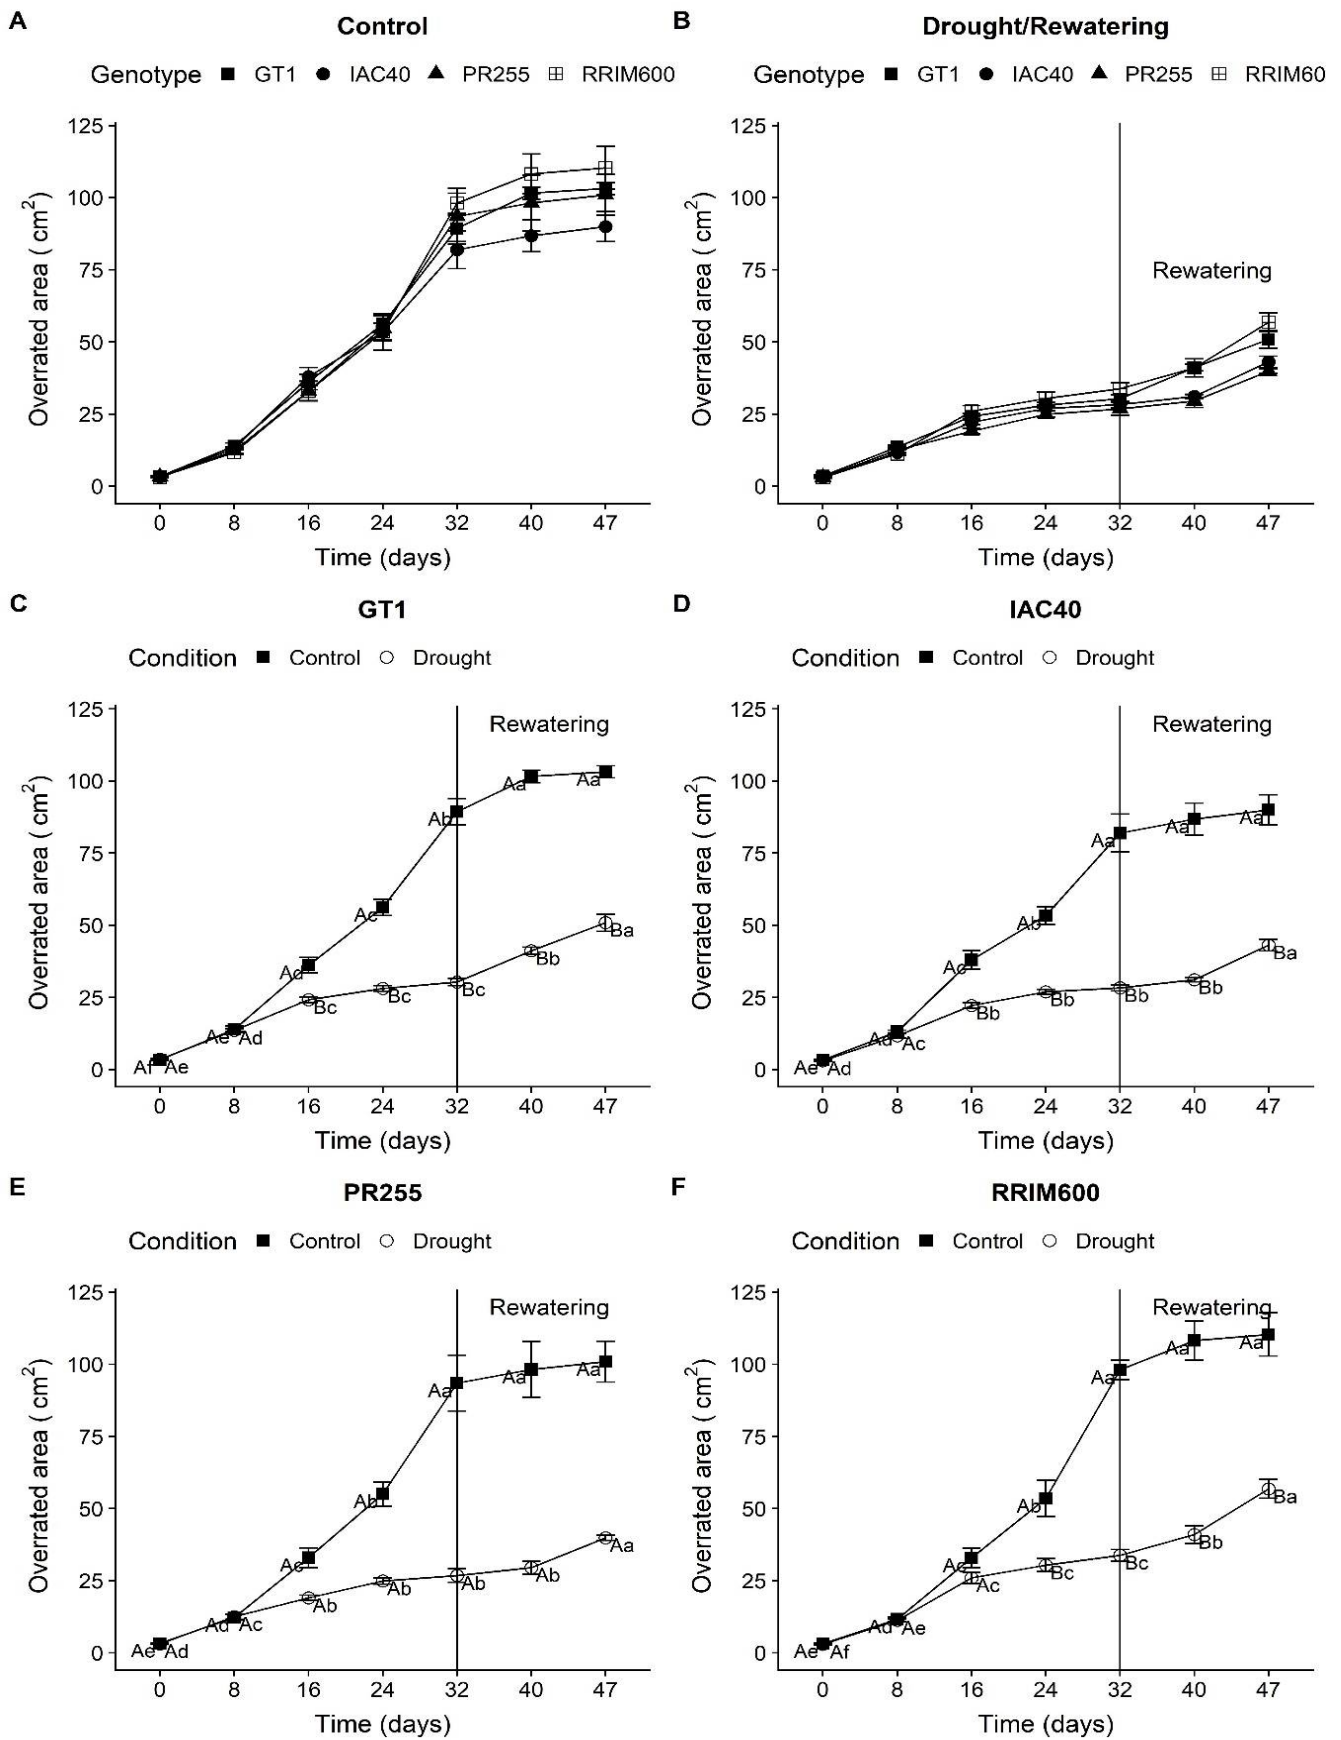 A
Control
Genotype GT1 IAC40 PR255 RRIM600
125
100
75
50
25
0
Overrated area ( cm2)
0 8 16 24 32 40 47
Time (days)
B
Drought/Rewatering
Genotype GT1 IAC40 PR255 RRIM60
125
100
75
50
25
0
Overrated area ( cm2)
Rewatering
0 8 16 24 32 40 47
Time (days)
C
GT1
Condition Control Drought
125
100
75
50
25
0
Overrated area ( cm2)
Rewatering
Af Ae Ac Ac Ab Aa Aa
Ae Ad Bc Bc Bc Bb Ba
0 8 16 24 32 40 47
Time (days)
D
IAC40
Condition Control Drought
125
100
75
50
25
0
Overrated area ( cm2)
Rewatering
Ae Ad Ac Ab Aa Aa Aa
Ad Ac Bb Bb Bb Bb Ba
0 8 16 24 32 40 47
Time (days)
E
PR255
Condition Control Drought
125
100
75
50
25
0
Overrated area ( cm2)
Rewatering
Ae Ad Ac Ab Aa Aa Aa
Ad Ac Ab Ab Ab Ab Aa
0 8 16 24 32 40 47
Time (days)
F
RRIM600
Condition Control Drought
125
100
75
50
25
0
Overrated area ( cm2)
Rewatering
Ae Ad Ac Ab Aa Aa Aa
Af Ae Ac Bc Bc Bb Ba
0 8 16 24 32 40 47
Time (days)